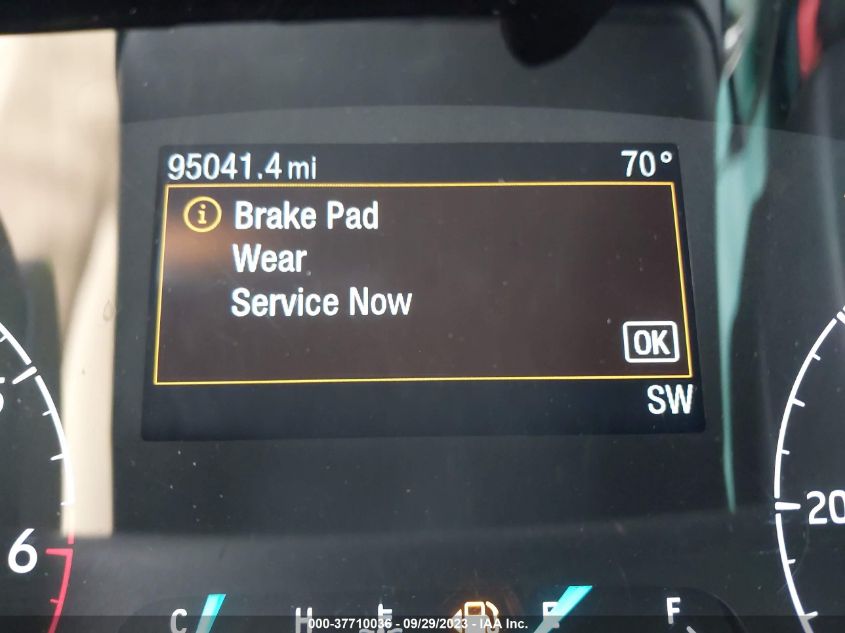 95041.4 mi 70°
i Brake Pad
Wear
Service Now
OK
SW
20
6
C H E F
000-37710036 - 09/29/2023 - IAA Inc.